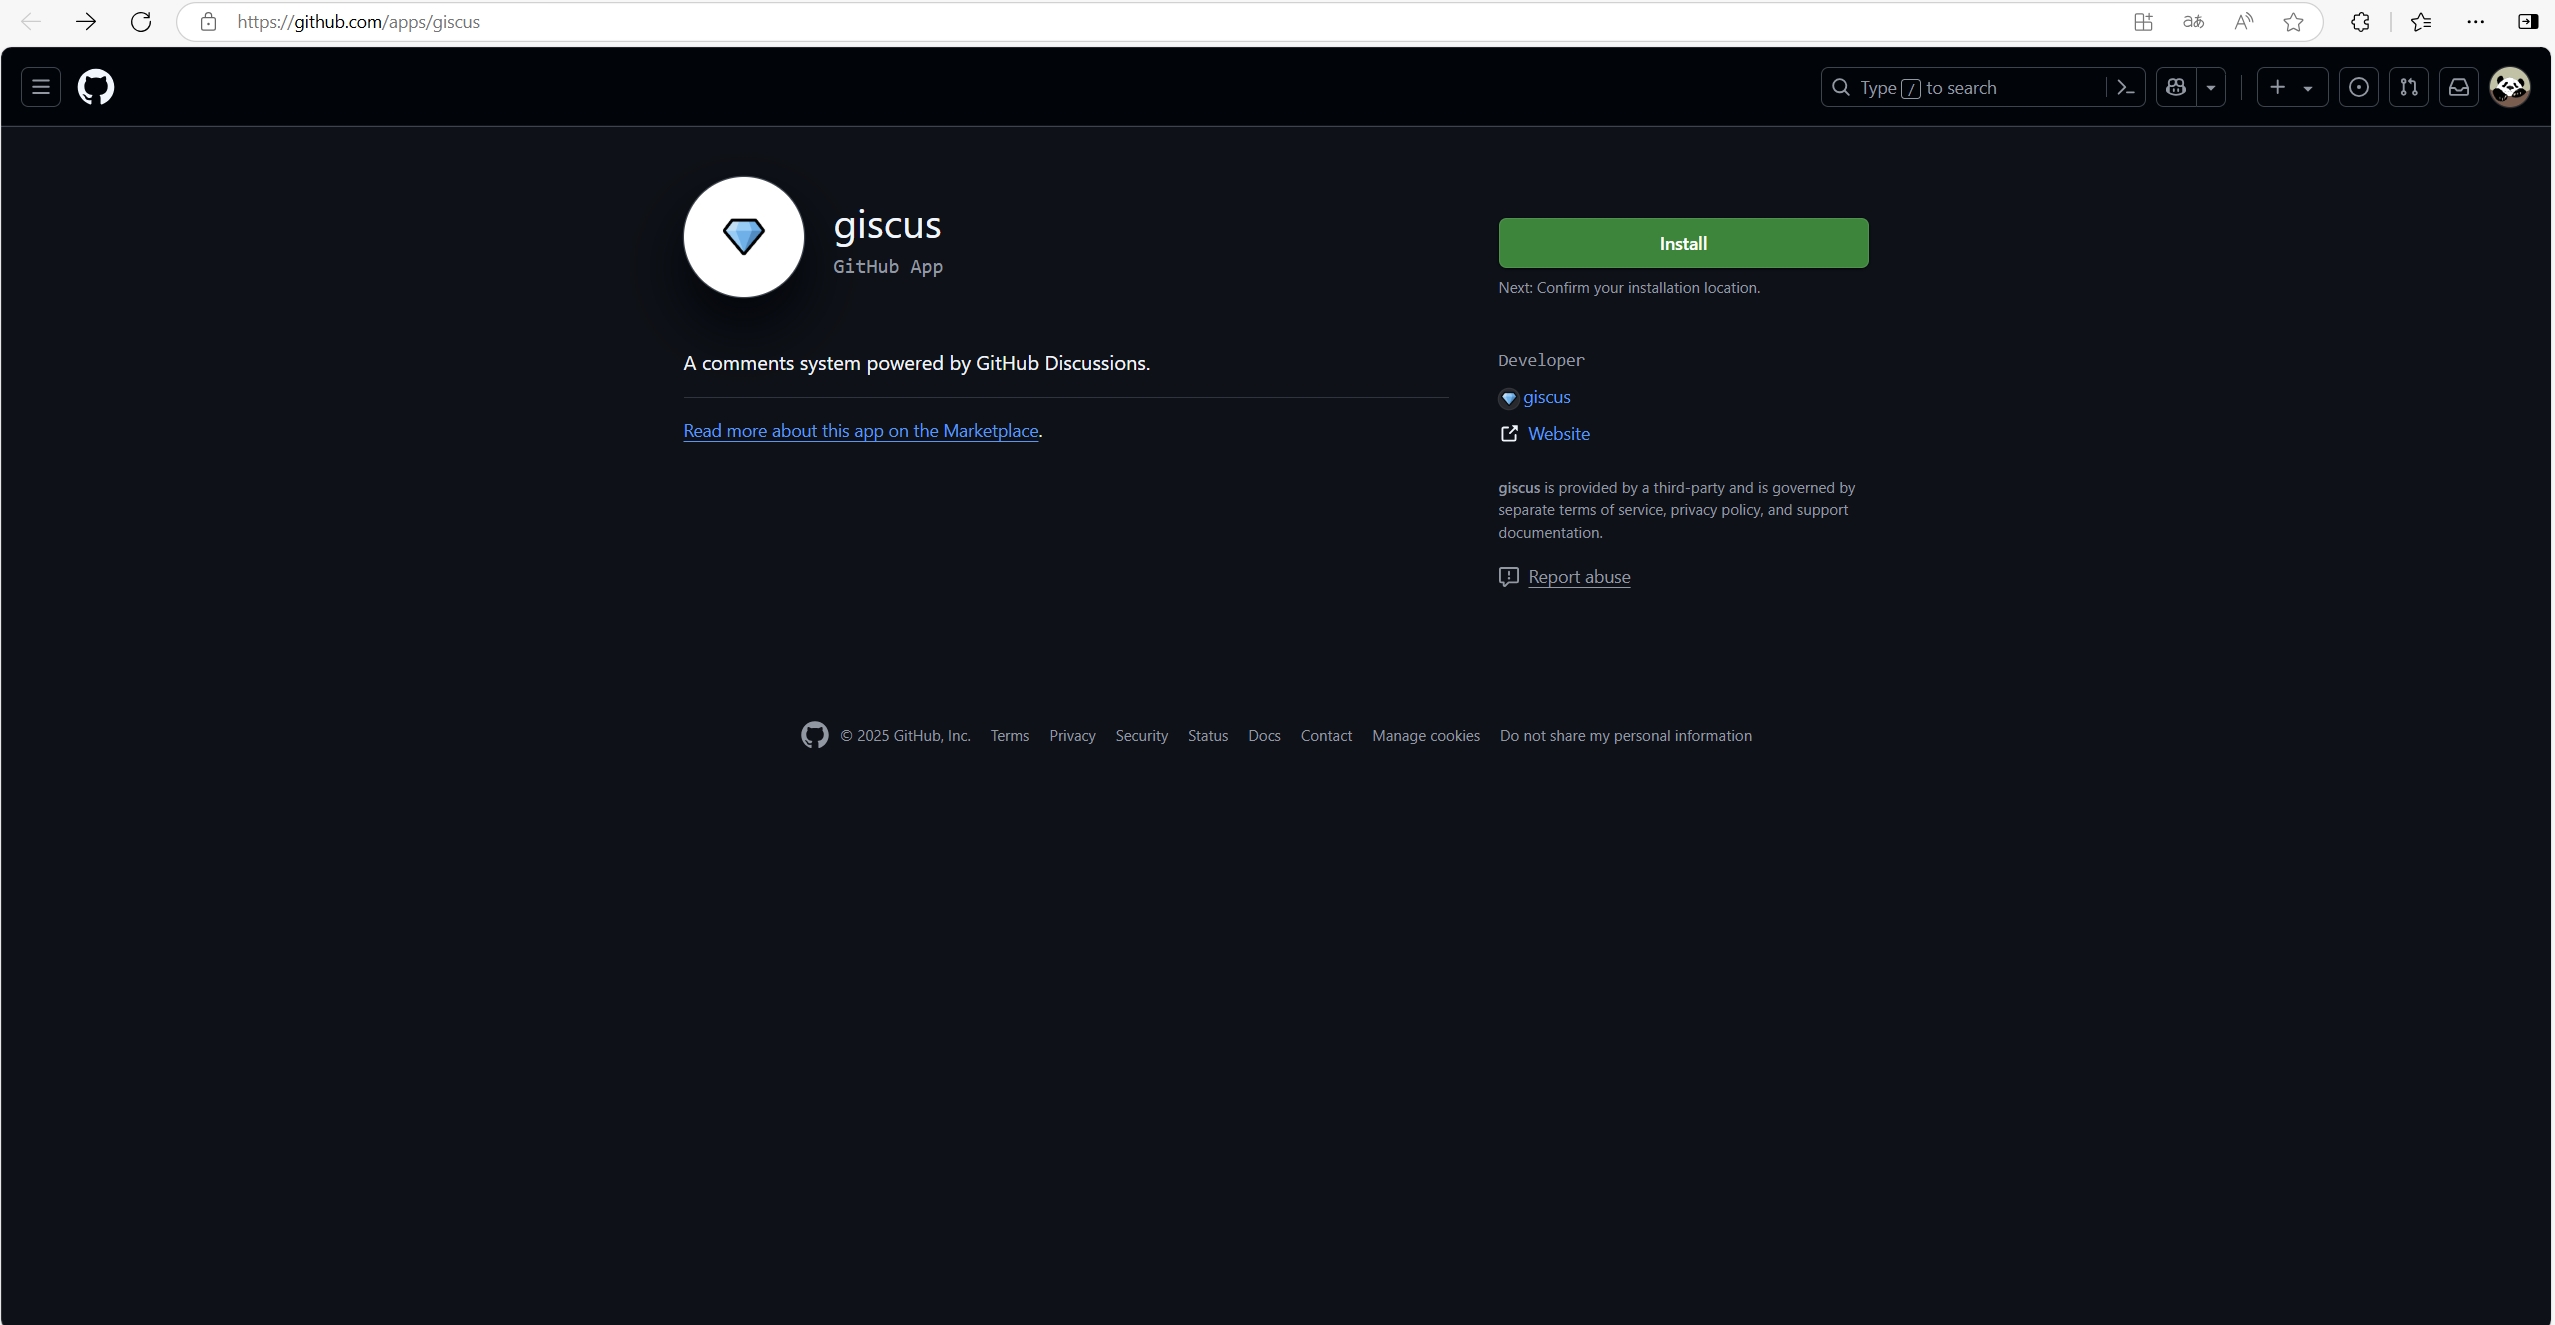 https://github.com/apps/giscus
Type / to search
giscus
GitHub App
Install
Next: Confirm your installation location.
A comments system powered by GitHub Discussions.
Read more about this app on the Marketplace.
Developer
giscus
Website
giscus is provided by a third-party and is governed by
separate terms of service, privacy policy, and support
documentation.
Report abuse
© 2025 GitHub, Inc. Terms Privacy Security Status Docs Contact Manage cookies Do not share my personal information